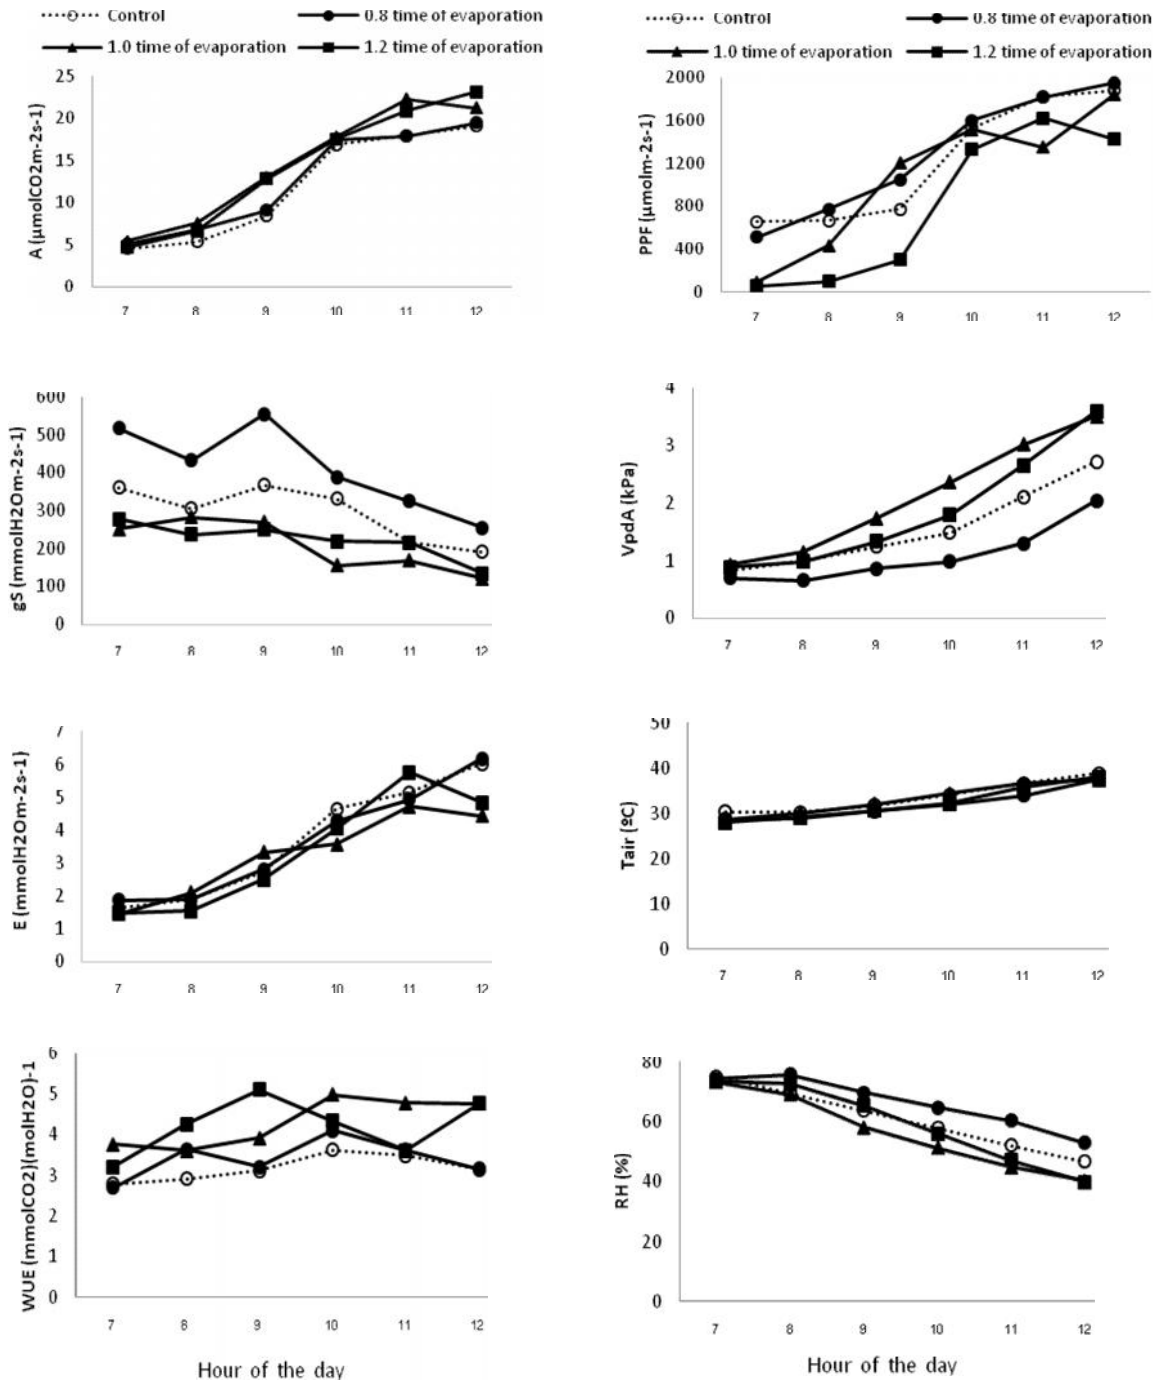 Control 0.8 time of evaporation
1.0 time of evaporation 1.2 time of evaporation
A (µmolCO2m-2s-1)
25
20
15
10
5
0
7 8 9 10 11 12
Control 0.8 time of evaporation
1.0 time of evaporation 1.2 time of evaporation
PPF (µmolm-2s-1)
2000
1600
1200
800
400
0
7 8 9 10 11 12
gS (mmolH2Om-2s-1)
600
500
400
300
200
100
0
7 8 9 10 11 12
VpdA (kPa)
4
3
2
1
0
7 8 9 10 11 12
E (mmolH2Om-2s-1)
7
6
5
4
3
2
1
0
7 8 9 10 11 12
Tair (ºC)
50
40
30
20
10
0
7 8 9 10 11 12
WUE (mmolCO2)(molH2O)-1
6
5
4
3
2
1
0
7 8 9 10 11 12
Hour of the day
RH (%)
80
60
40
20
0
7 8 9 10 11 12
Hour of the day